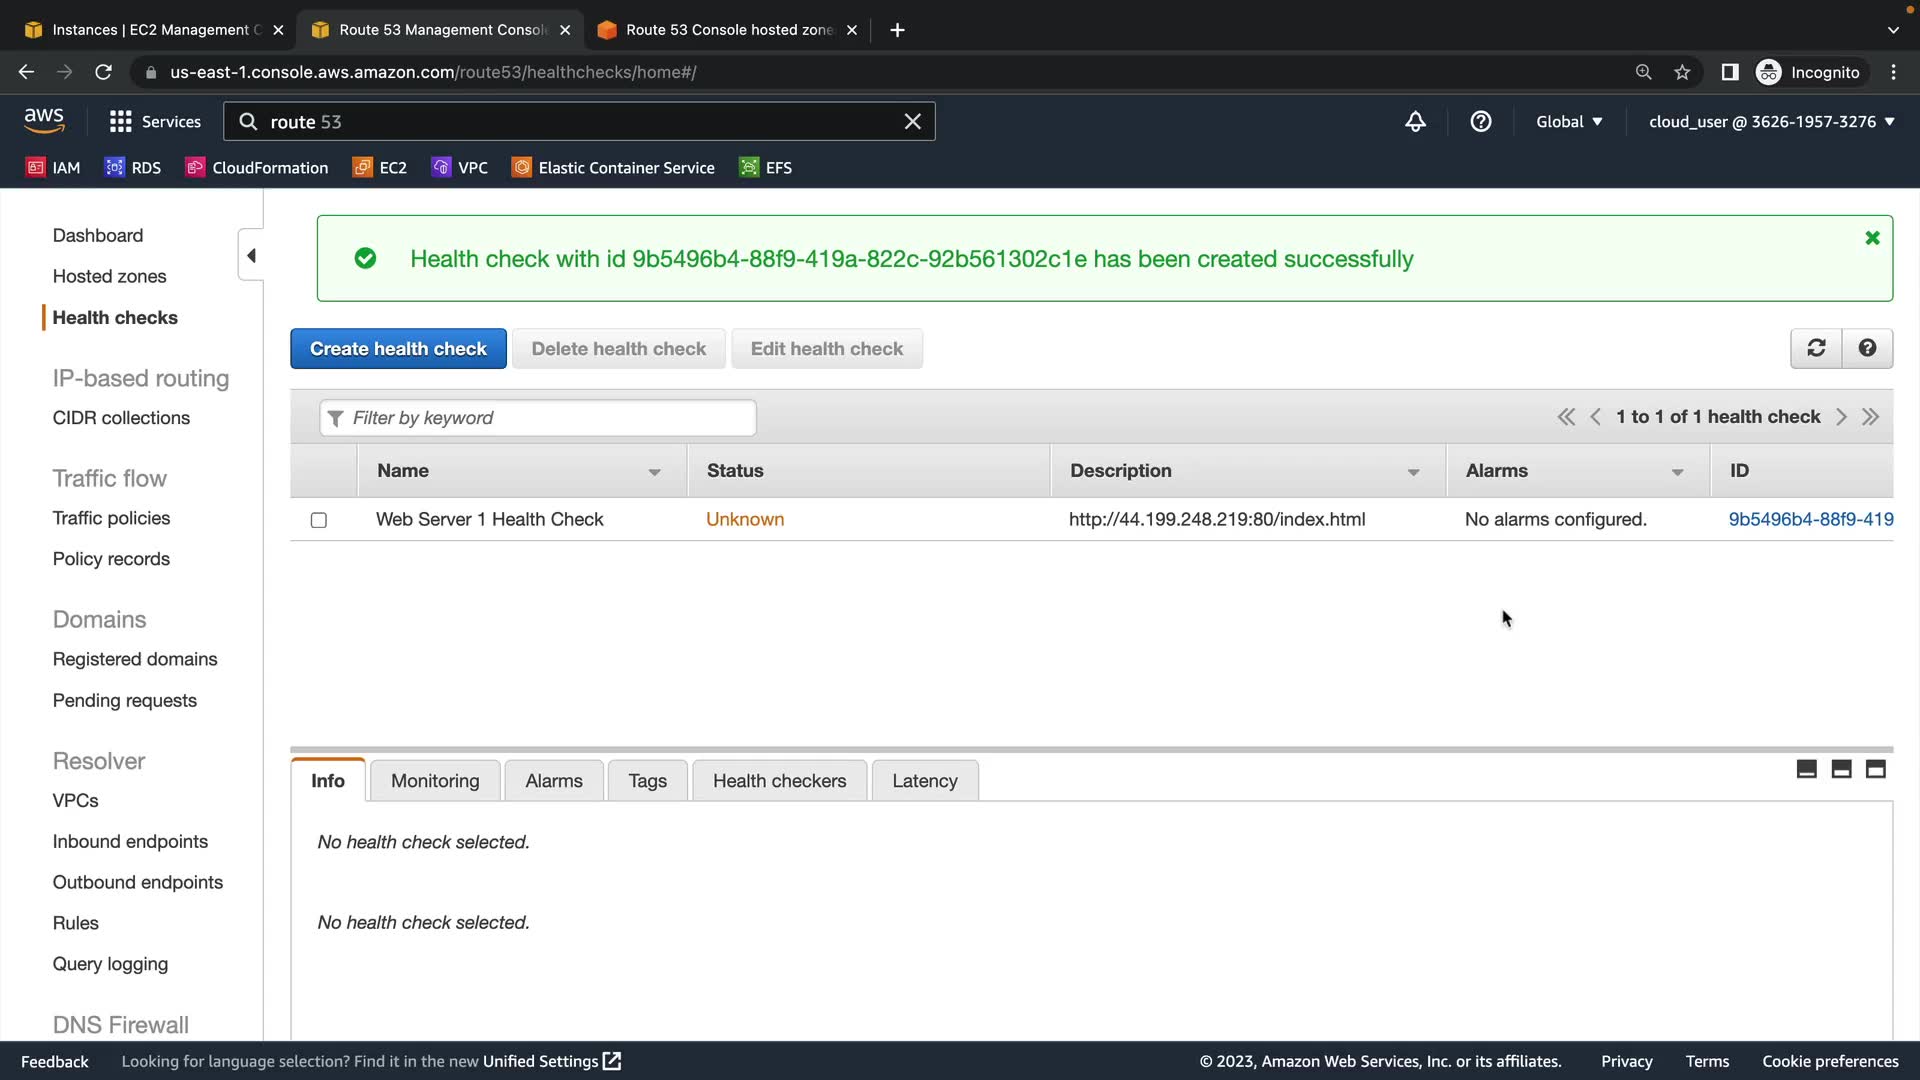 Instances | EC2 Management C
Route 53 Management Console
Route 53 Console hosted zone
us-east-1.console.aws.amazon.com/route53/healthchecks/home#/
Incognito
aws
Services
route 53
Global
cloud_user @ 3626-1957-3276
IAM
RDS
CloudFormation
EC2
VPC
Elastic Container Service
EFS
Dashboard
Hosted zones
Health checks
IP-based routing
CIDR collections
Traffic flow
Traffic policies
Policy records
Domains
Registered domains
Pending requests
Resolver
VPCs
Inbound endpoints
Outbound endpoints
Rules
Query logging
DNS Firewall
Health check with id 9b5496b4-88f9-419a-822c-92b561302c1e has been created successfully
Create health check
Delete health check
Edit health check
Filter by keyword
1 to 1 of 1 health check
Name Status Description Alarms ID
Web Server 1 Health Check Unknown http://44.199.248.219:80/index.html No alarms configured. 9b5496b4-88f9-419
Info
Monitoring
Alarms
Tags
Health checkers
Latency
No health check selected.
No health check selected.
Feedback
Looking for language selection? Find it in the new Unified Settings
© 2023, Amazon Web Services, Inc. or its affiliates.
Privacy
Terms
Cookie preferences